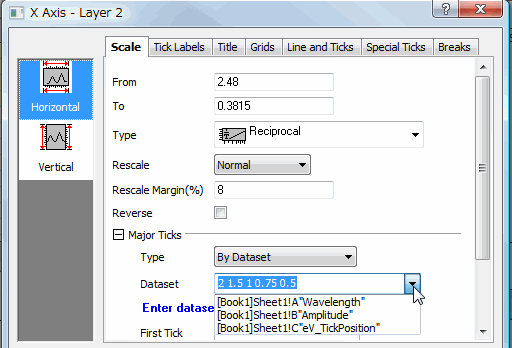 X Axis - Layer 2
Scale Tick Labels Title Grids Line and Ticks Special Ticks Breaks
Horizontal
Vertical
From 2.48
To 0.3815
Type Reciprocal
Rescale Normal
Rescale Margin(%) 8
Reverse
Major Ticks
Type By Dataset
Dataset 2 1.5 1 0.75 0.5
Enter
[Book1]Sheet1!A"Wavelength"
[Book1]Sheet1!B"Amplitude"
[Book1]Sheet1!C"eV_TickPosition"
First Tick